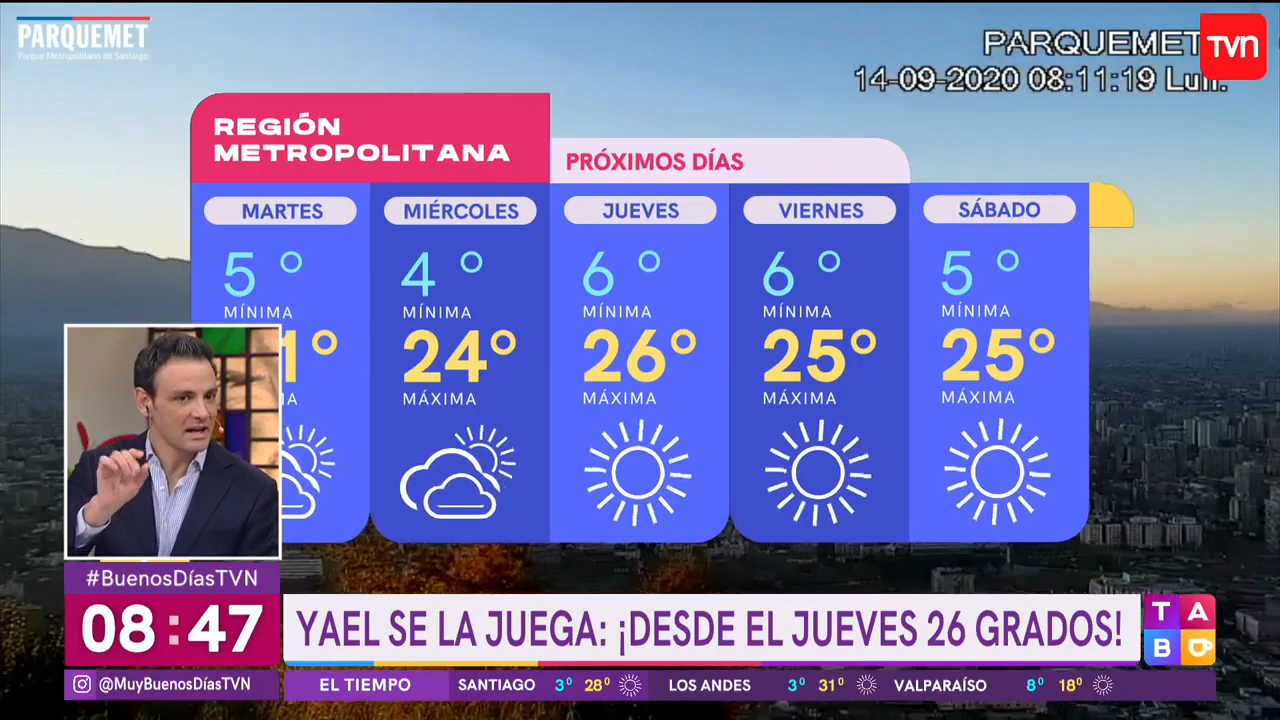 PARQUEMET
Parque Metropolitano de Santiago
PARQUEMET
14-09-2020 08:11:19 Lun.
TVN
REGIÓN
METROPOLITANA
PRÓXIMOS DÍAS
MARTES
MIÉRCOLES
JUEVES
VIERNES
SÁBADO
5° 4° 6° 6° 5°
MÍNIMA MÍNIMA MÍNIMA MÍNIMA MÍNIMA
1° 24° 26° 25° 25°
MÁXIMA MÁXIMA MÁXIMA MÁXIMA
#BuenosDíasTVN
08:47
YAEL SE LA JUEGA: ¡DESDE EL JUEVES 26 GRADOS!
T A
B
@MuyBuenosDíasTVN
EL TIEMPO SANTIAGO 3° 28° LOS ANDES 3° 31° VALPARAÍSO 8° 18°